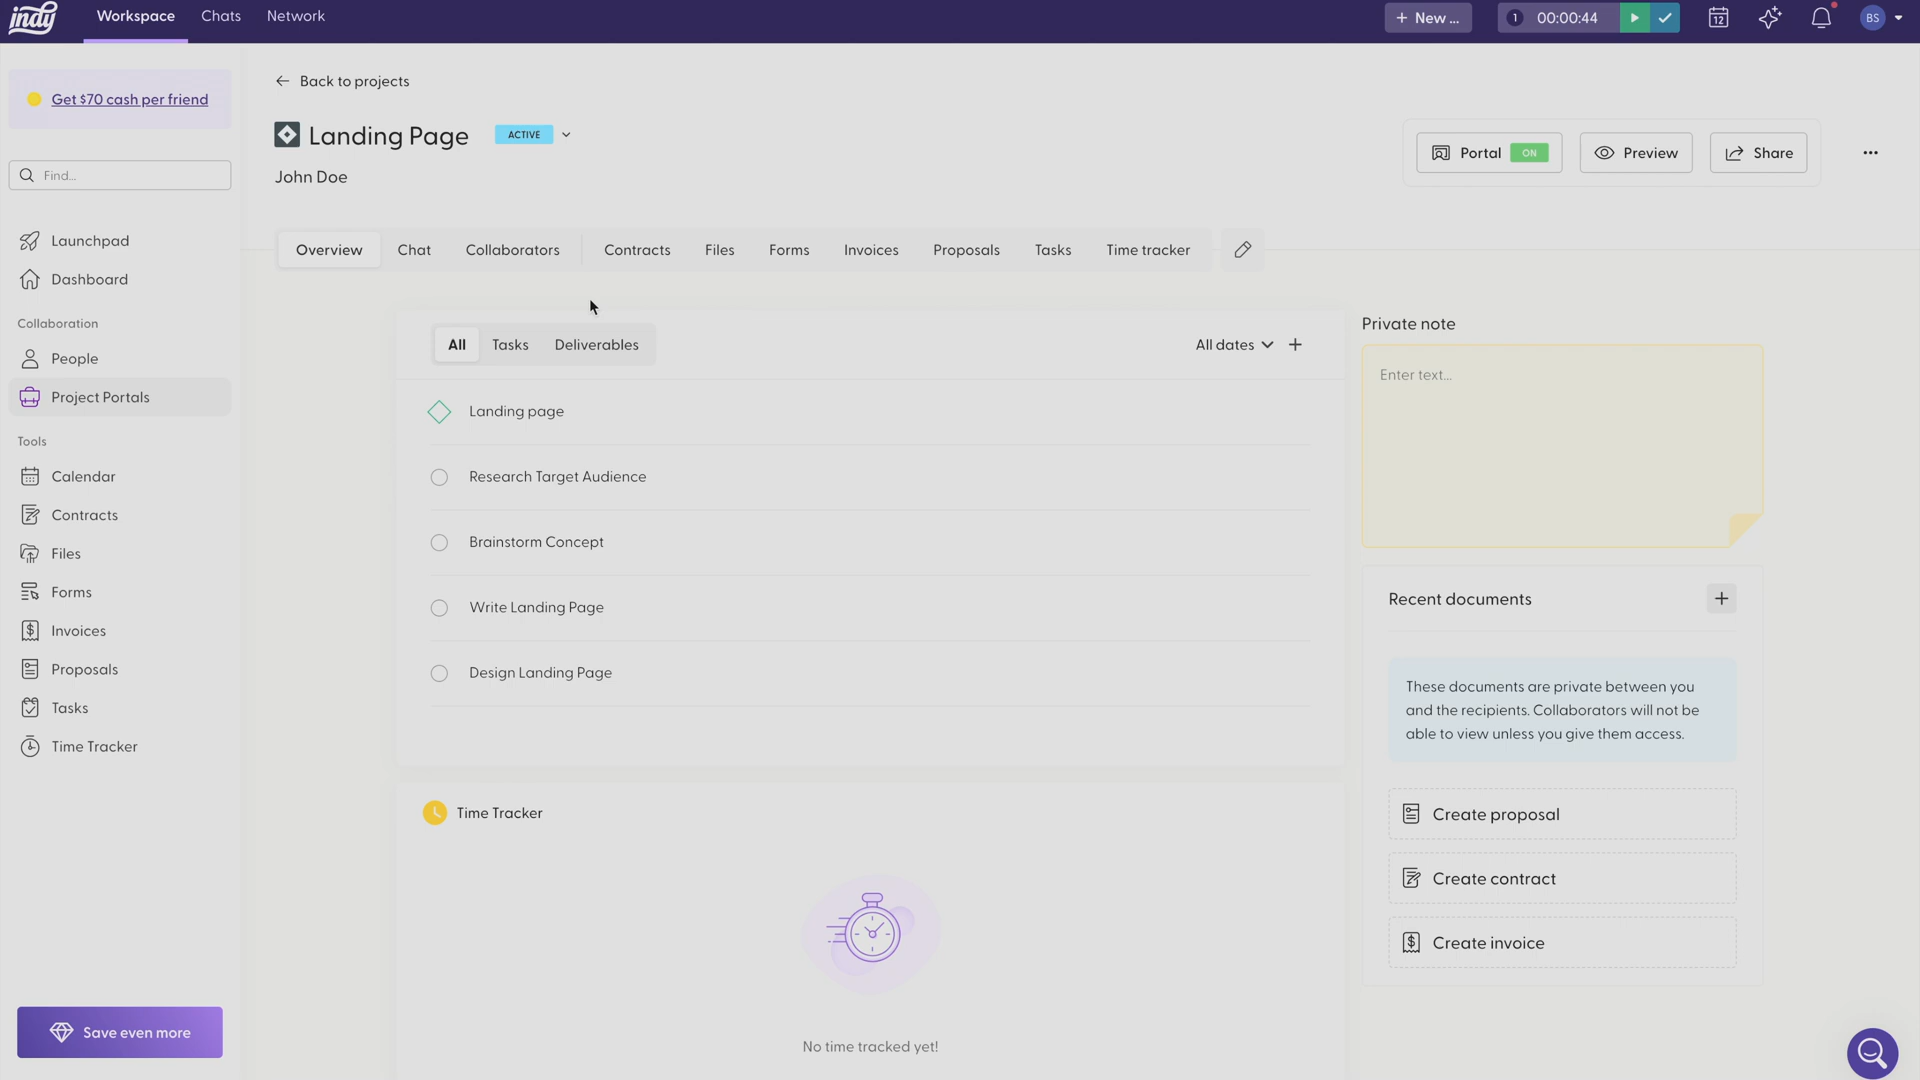 indy
Workspace
Chats
Network
+ New ...
1
00:00:44
12
BS
Get $70 cash per friend
Find...
Launchpad
Dashboard
Collaboration
People
Project Portals
Tools
Calendar
Contracts
Files
Forms
Invoices
Proposals
Tasks
Time Tracker
Save even more
Back to projects
Landing Page
ACTIVE
John Doe
Portal
ON
Preview
Share
Overview
Chat
Collaborators
Contracts
Files
Forms
Invoices
Proposals
Tasks
Time tracker
All
Tasks
Deliverables
All dates
Landing page
Research Target Audience
Brainstorm Concept
Write Landing Page
Design Landing Page
Time Tracker
No time tracked yet!
Private note
Enter text...
Recent documents
These documents are private between you
and the recipients. Collaborators will not be
able to view unless you give them access.
Create proposal
Create contract
Create invoice